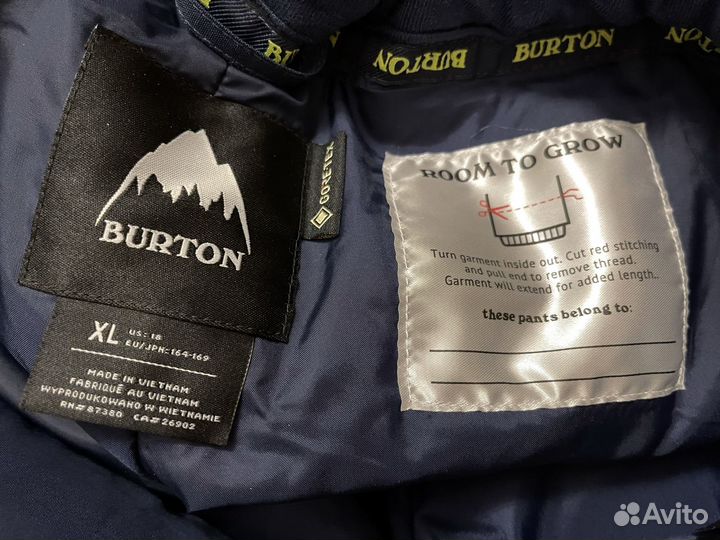 BURTON
BURTON
BURTON
GORE-TEX
XL US: 18
EU/JPN: 164-169
MADE IN VIETNAM
FABRIQUÉ AU VIETNAM
WYPRODUKOWANO W WIETNAMIE
RN# 87380 CA# 26902
ROOM TO GROW
Turn garment inside out. Cut red stitching
and pull end to remove thread.
Garment will extend for added length..
these pants belong to:
Avito